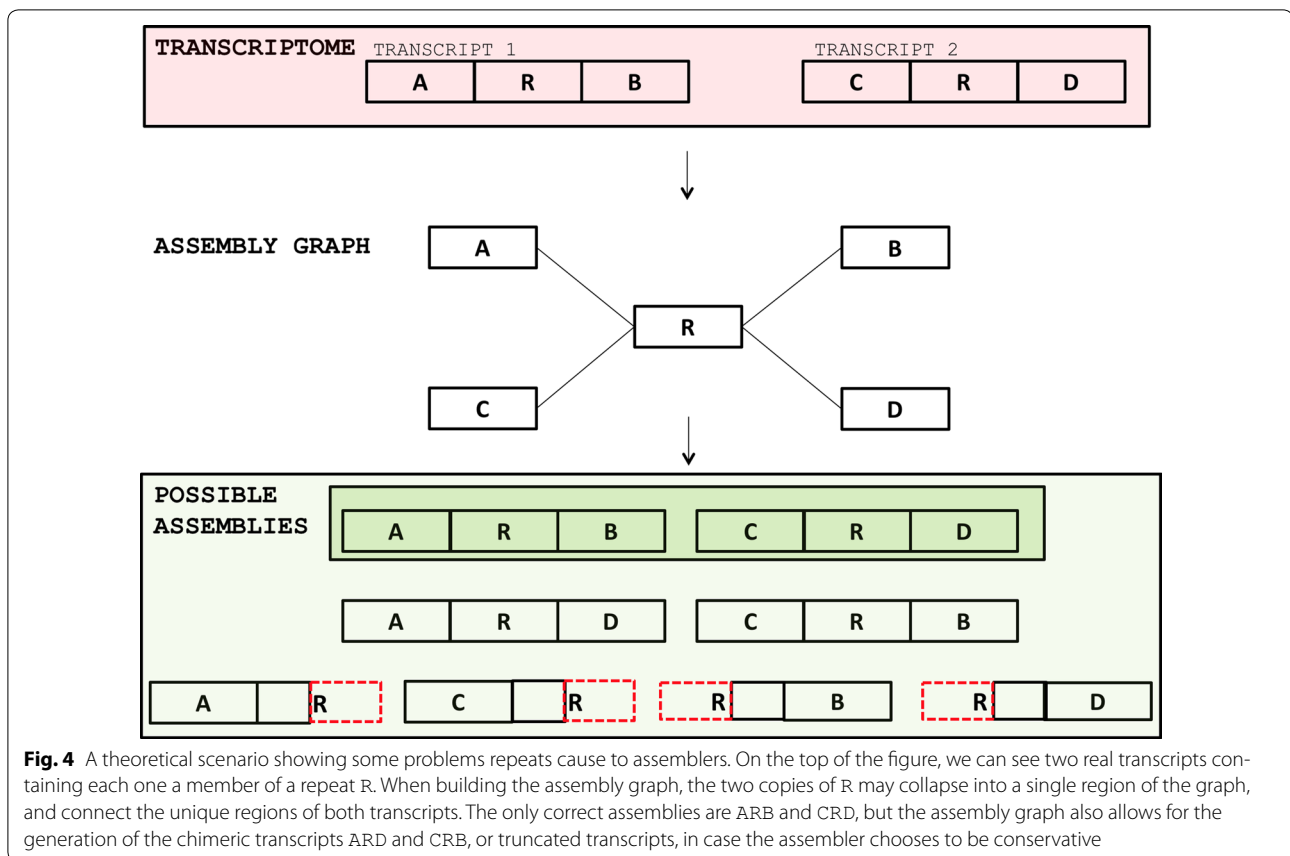 TRANSCRIPTOME
TRANSCRIPT 1 TRANSCRIPT 2
A R B C R D
ASSEMBLY GRAPH
A B
R
C D
POSSIBLE
ASSEMBLIES
A R B C R D
A R D C R B
A R C R R B R D
Fig. 4 A theoretical scenario showing some problems repeats cause to assemblers. On the top of the figure, we can see two real transcripts con-
taining each one a member of a repeat R. When building the assembly graph, the two copies of R may collapse into a single region of the graph,
and connect the unique regions of both transcripts. The only correct assemblies are ARB and CRD, but the assembly graph also allows for the
generation of the chimeric transcripts ARD and CRB, or truncated transcripts, in case the assembler chooses to be conservative